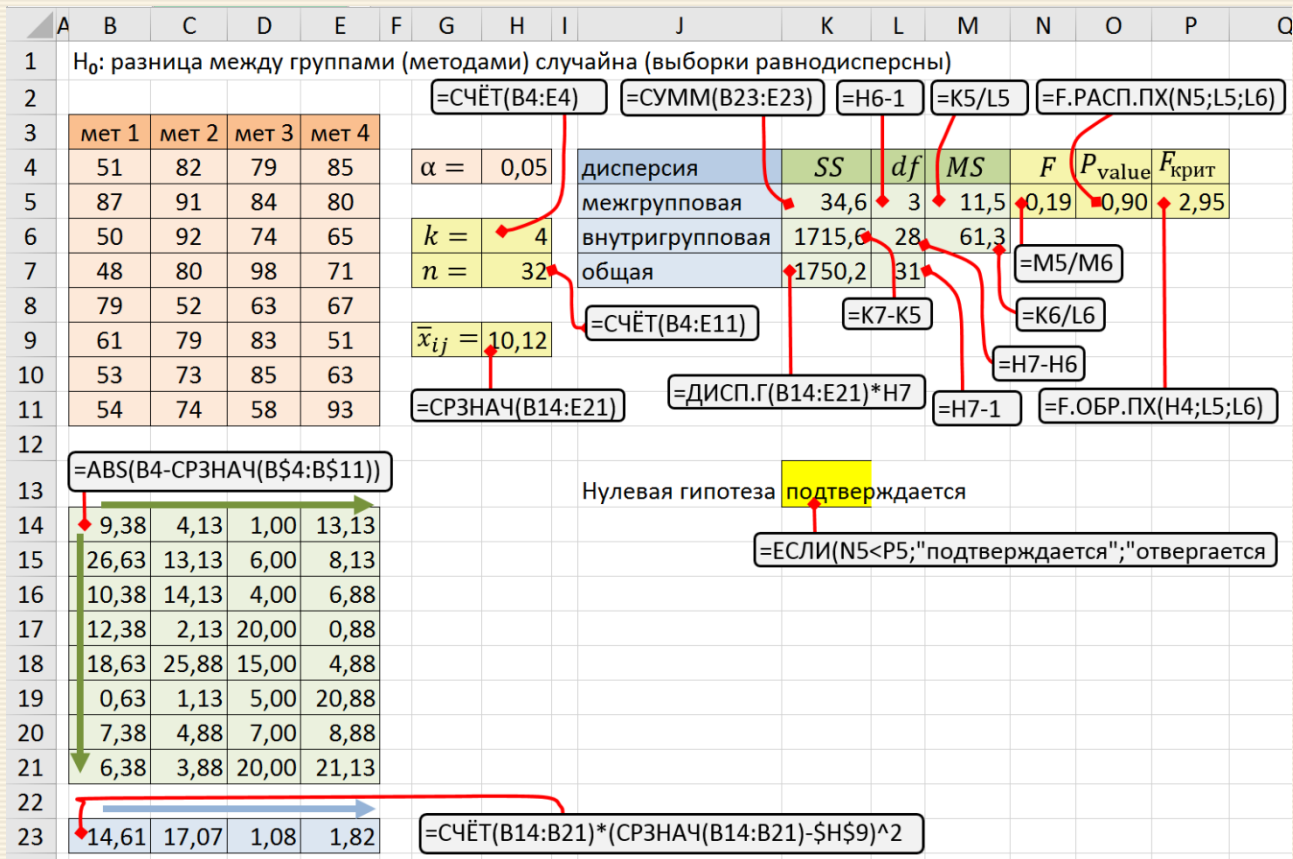 A B C D E F G H I J K L M N O P Q
1 H₀: разница между группами (методами) случайна (выборки равнодисперсны)
2 =СЧЁТ(B4:E4) =СУММ(B23:E23) =H6-1 =K5/L5 =F.РАСП.ПХ(N5;L5;L6)
3 мет 1 мет 2 мет 3 мет 4
4 51 82 79 85 α = 0,05 дисперсия SS df MS F P value F крит
5 87 91 84 80 межгрупповая 34,6 3 11,5 0,19 0,90 2,95
6 50 92 74 65 k = 4 внутригрупповая 1715,6 28 61,3
=M5/M6
7 48 80 98 71 n = 32 общая 1750,2 31
8 79 52 63 67 =СЧЁТ(B4:E11) =K7-K5 =K6/L6
9 61 79 83 51 x̅ij = 10,12
=H7-H6
10 53 73 85 63
=СРЗНАЧ(B14:E21) =ДИСП.Г(B14:E21)*H7 =H7-1 =F.ОБР.ПХ(H4;L5;L6)
11 54 74 58 93
12
=ABS(B4-СРЗНАЧ(B$4:B$11))
13 Нулевая гипотеза подтверждается
14 9,38 4,13 1,00 13,13
=ЕСЛИ(N5<P5;"подтверждается";"отвергается
15 26,63 13,13 6,00 8,13
16 10,38 14,13 4,00 6,88
17 12,38 2,13 20,00 0,88
18 18,63 25,88 15,00 4,88
19 0,63 1,13 5,00 20,88
20 7,38 4,88 7,00 8,88
21 6,38 3,88 20,00 21,13
22
23 14,61 17,07 1,08 1,82 =СЧЁТ(B14:B21)*(СРЗНАЧ(B14:B21)-$H$9)^2